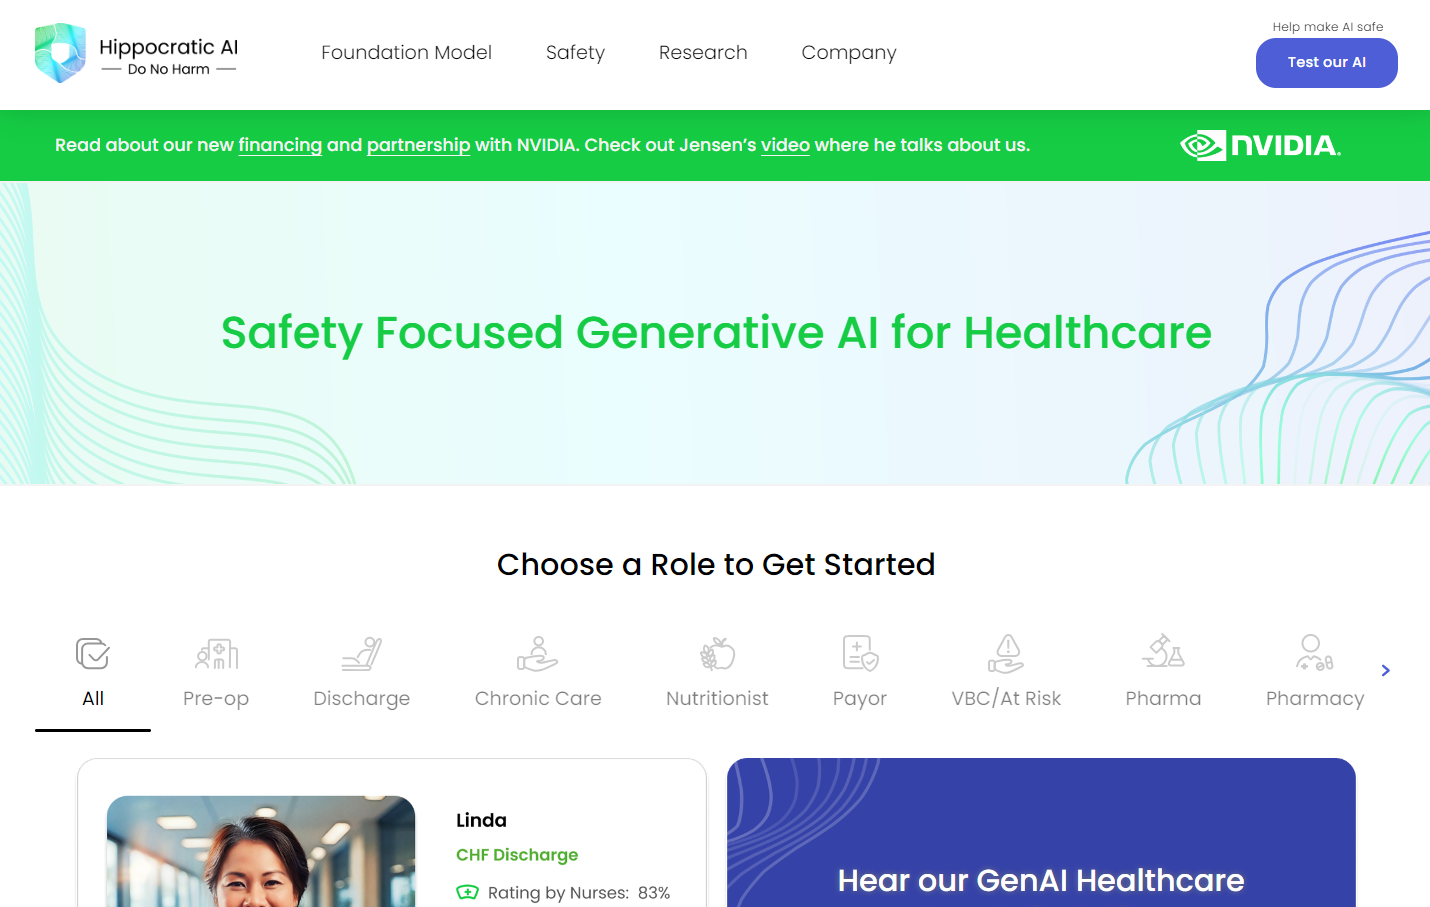 Hippocratic AI
Do No Harm
Foundation Model
Safety
Research
Company
Help make AI safe
Test our AI
Read about our new financing and partnership with NVIDIA. Check out Jensen’s video where he talks about us.
NVIDIA.
Safety Focused Generative AI for Healthcare
Choose a Role to Get Started
All
Pre-op
Discharge
Chronic Care
Nutritionist
Payor
VBC/At Risk
Pharma
Pharmacy
Linda
CHF Discharge
Rating by Nurses: 83%
Hear our GenAI Healthcare